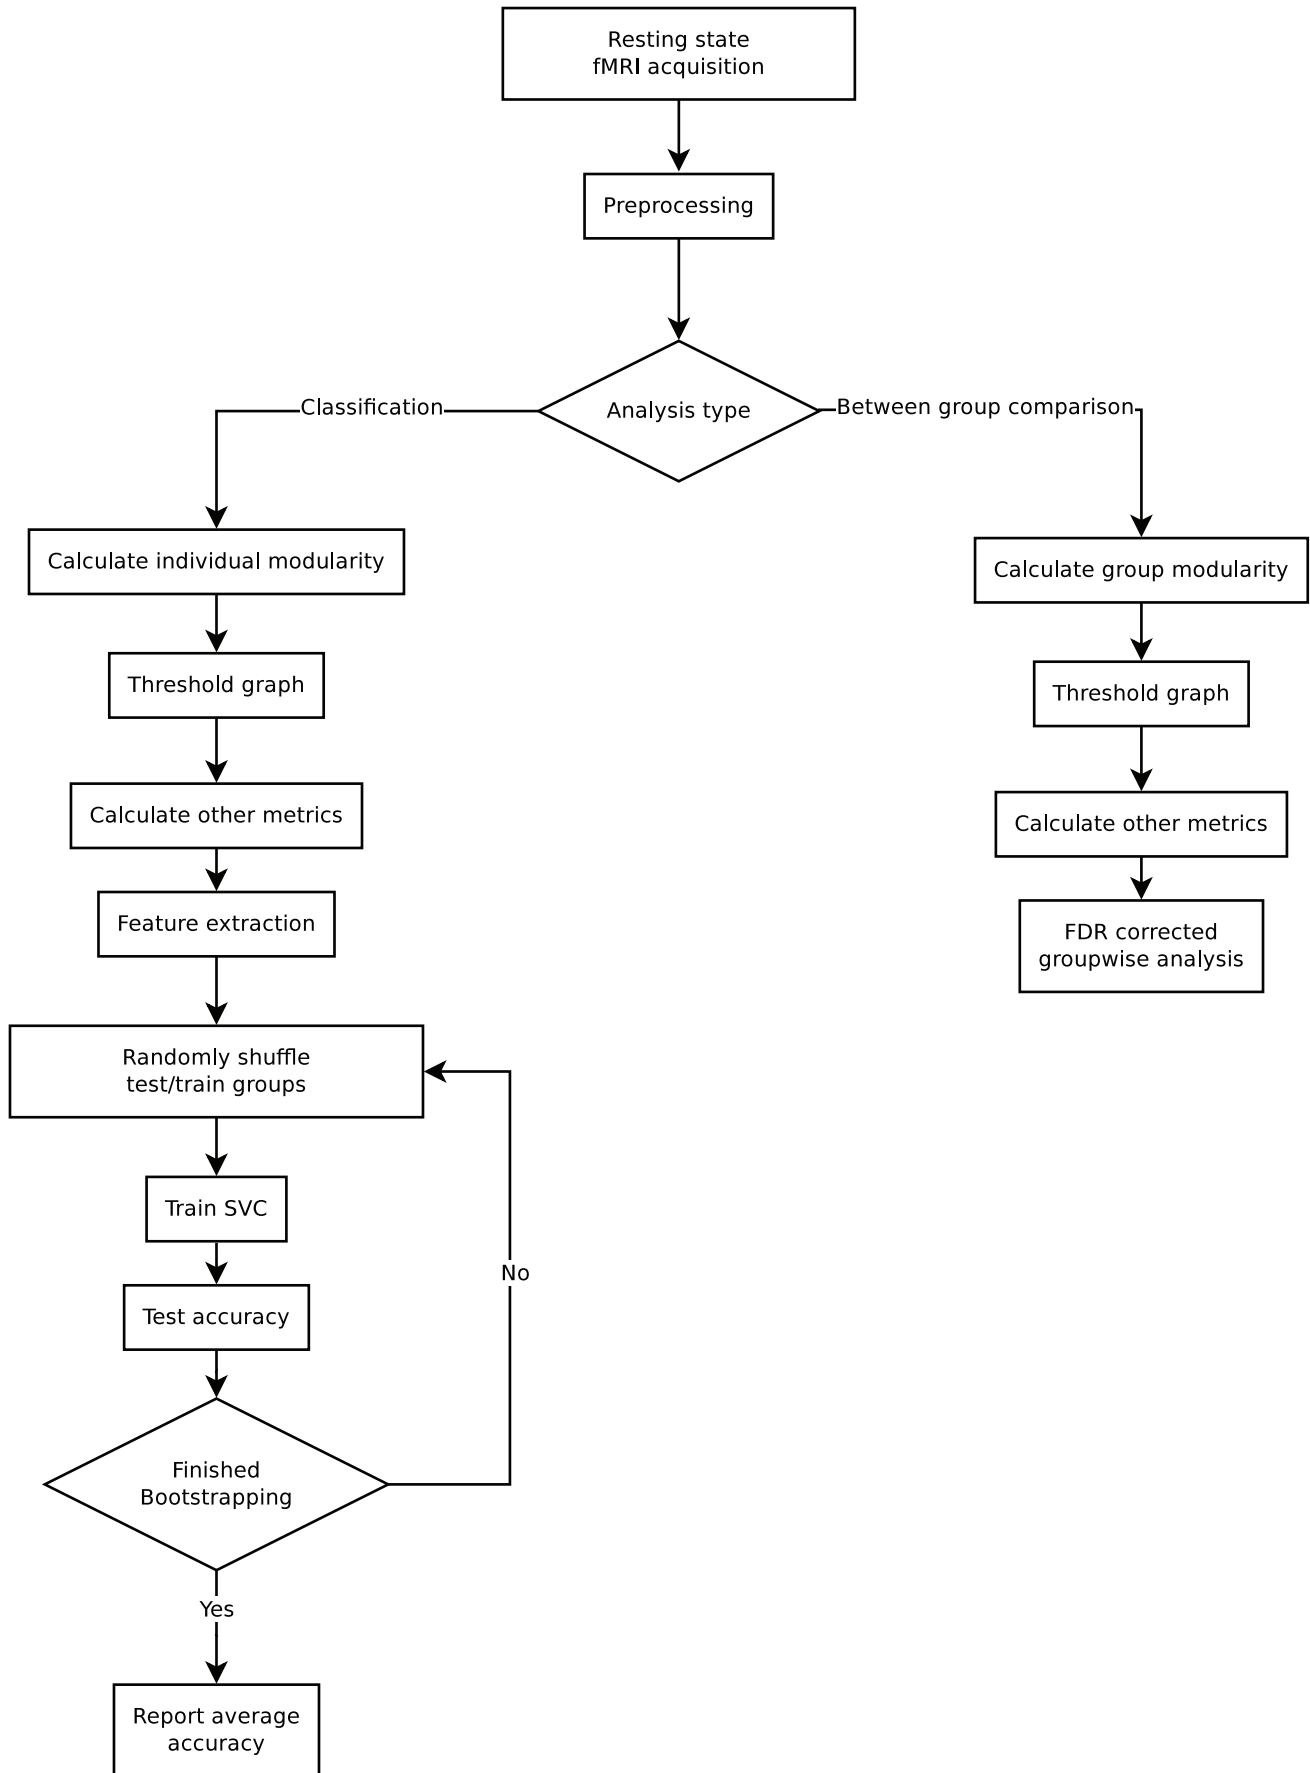 Resting state
fMRI acquisition
Preprocessing
Analysis type
Classification
Between group comparison
Calculate individual modularity
Threshold graph
Calculate other metrics
Feature extraction
Randomly shuffle
test/train groups
Train SVC
Test accuracy
Finished
Bootstrapping
No
Yes
Report average
accuracy
Calculate group modularity
Threshold graph
Calculate other metrics
FDR corrected
groupwise analysis